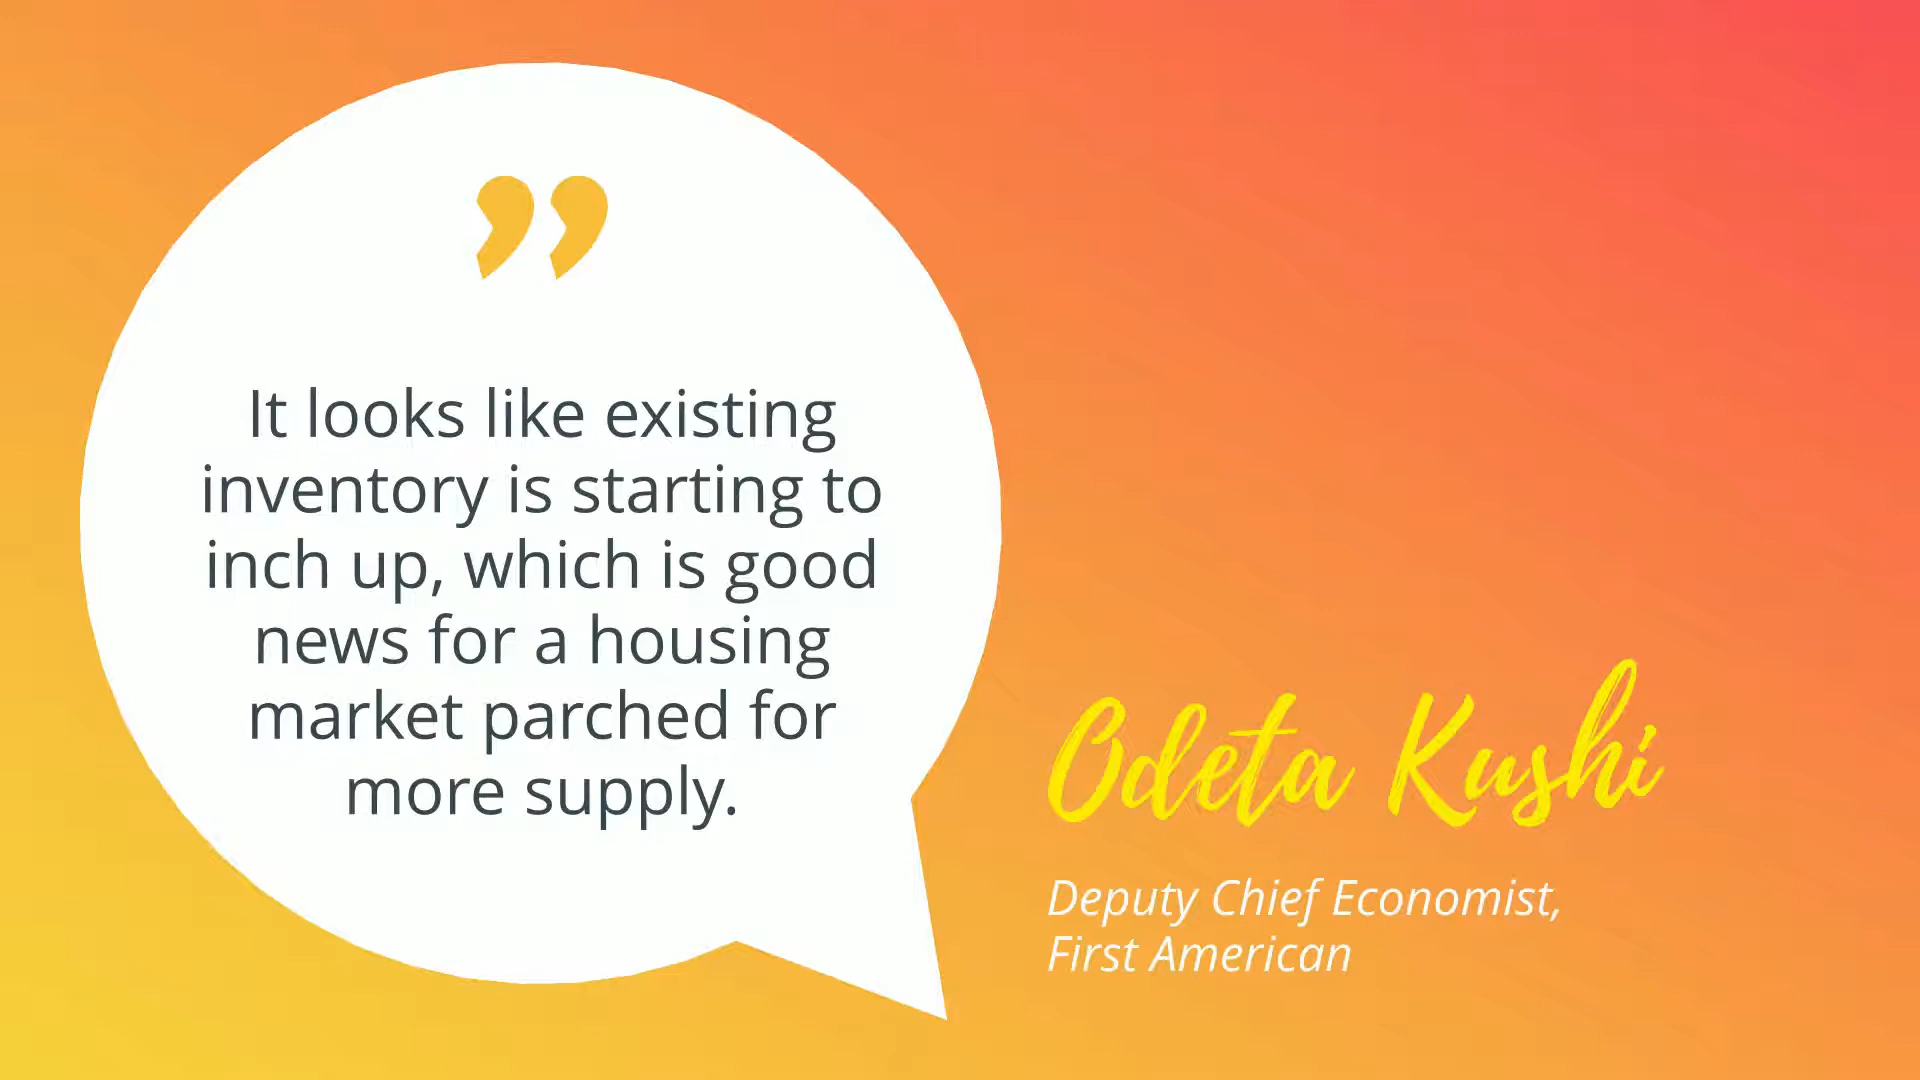 ”
It looks like existing
inventory is starting to
inch up, which is good
news for a housing
market parched for
more supply.
Odeta Kushi
Deputy Chief Economist,
First American